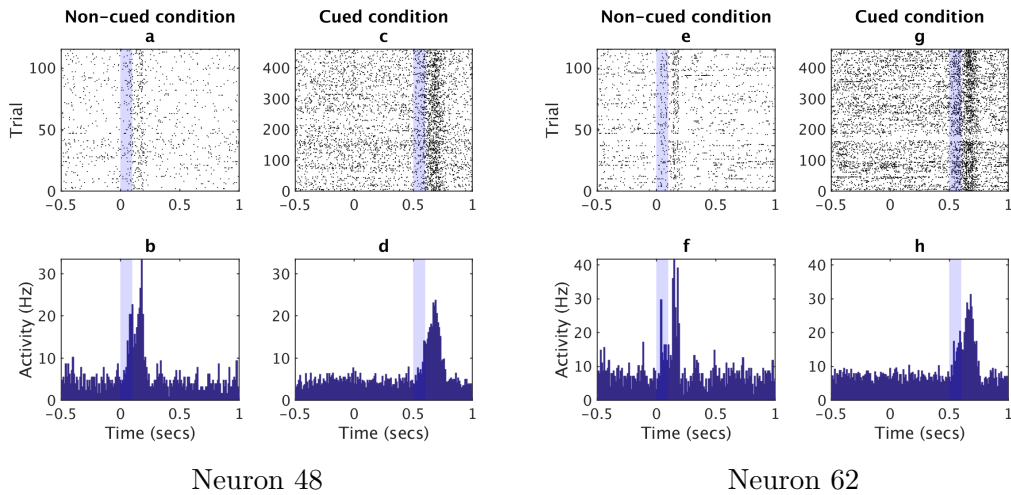 Non-cued condition Cued condition Non-cued condition Cued condition
a c e g
Trial 100 50 0 400 300 200 100 0 Trial 100 50 0 400 300 200 100 0
-0.5 0 0.5 1 -0.5 0 0.5 1 -0.5 0 0.5 1 -0.5 0 0.5 1
b d f h
Activity (Hz) 30 20 10 0 30 20 10 0 Activity (Hz) 40 30 20 10 0 40 30 20 10 0
-0.5 0 0.5 1 -0.5 0 0.5 1 -0.5 0 0.5 1 -0.5 0 0.5 1
Time (secs) Time (secs) Time (secs) Time (secs)
Neuron 48 Neuron 62